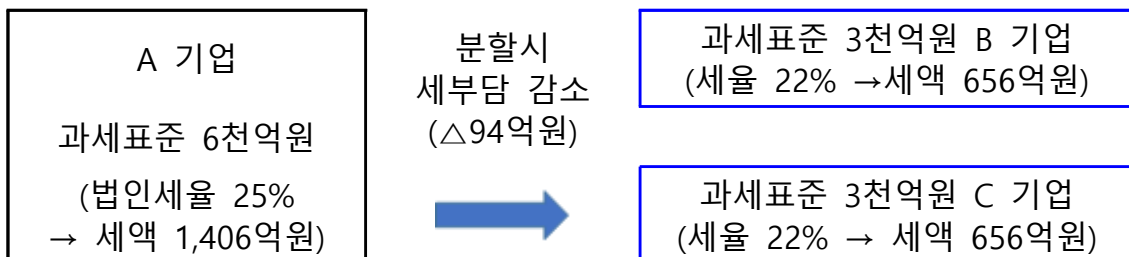 A 기업
과세표준 6천억원
(법인세율 25%
→ 세액 1,406억원)
분할시
세부담 감소
(△94억원)
과세표준 3천억원 B 기업
(세율 22% →세액 656억원)
과세표준 3천억원 C 기업
(세율 22% → 세액 656억원)